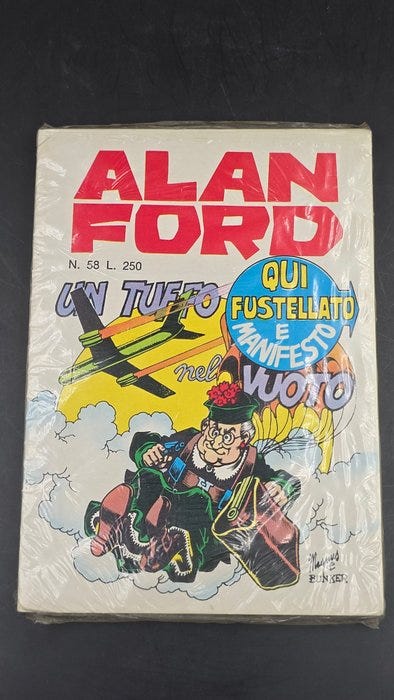 ALAN
FORD
N. 58 L. 250
UN TUFFO
nel VUOTO
QUI
FUSTELLATO
E
MANIFESTO
H
Magnus
E
BUNKER